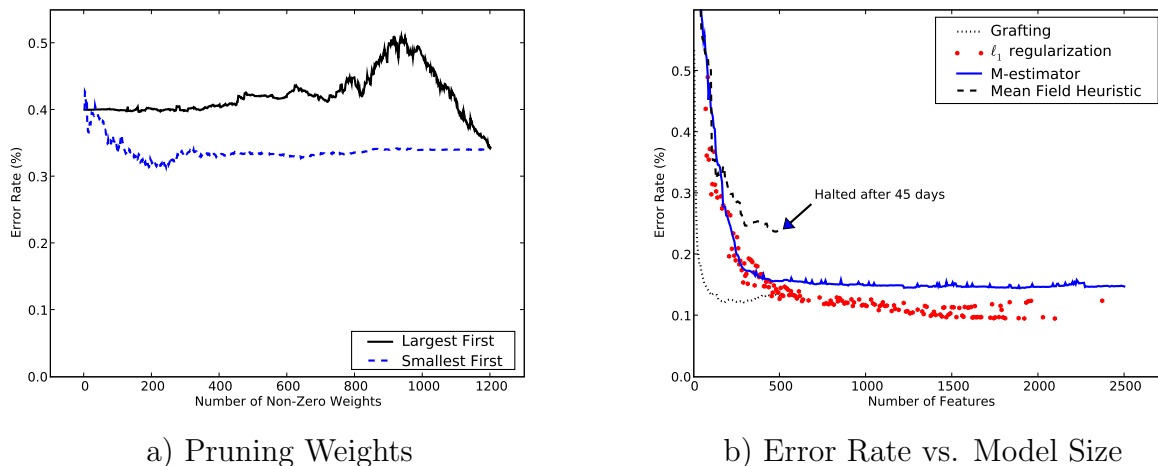 0.5
0.4
0.3
0.2
0.1
0.0
Error Rate (%)
0 200 400 600 800 1000 1200
Number of Non-Zero Weights
Largest First
Smallest First
a) Pruning Weights
0.5
0.4
0.3
0.2
0.1
0.0
Error Rate (%)
0 500 1000 1500 2000 2500
Number of Features
Grafting
ℓ₁ regularization
M-estimator
Mean Field Heuristic
Halted after 45 days
b) Error Rate vs. Model Size